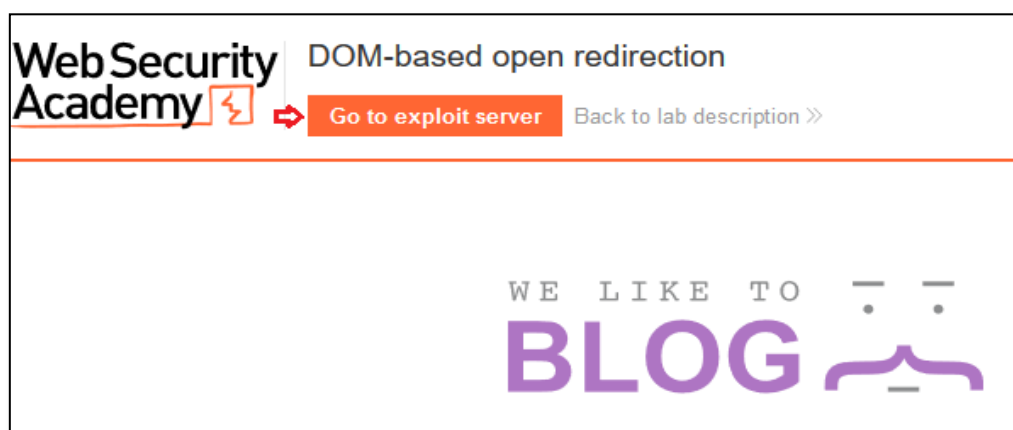 Web Security
Academy
DOM-based open redirection
Go to exploit server
Back to lab description
WE LIKE TO
BLOG